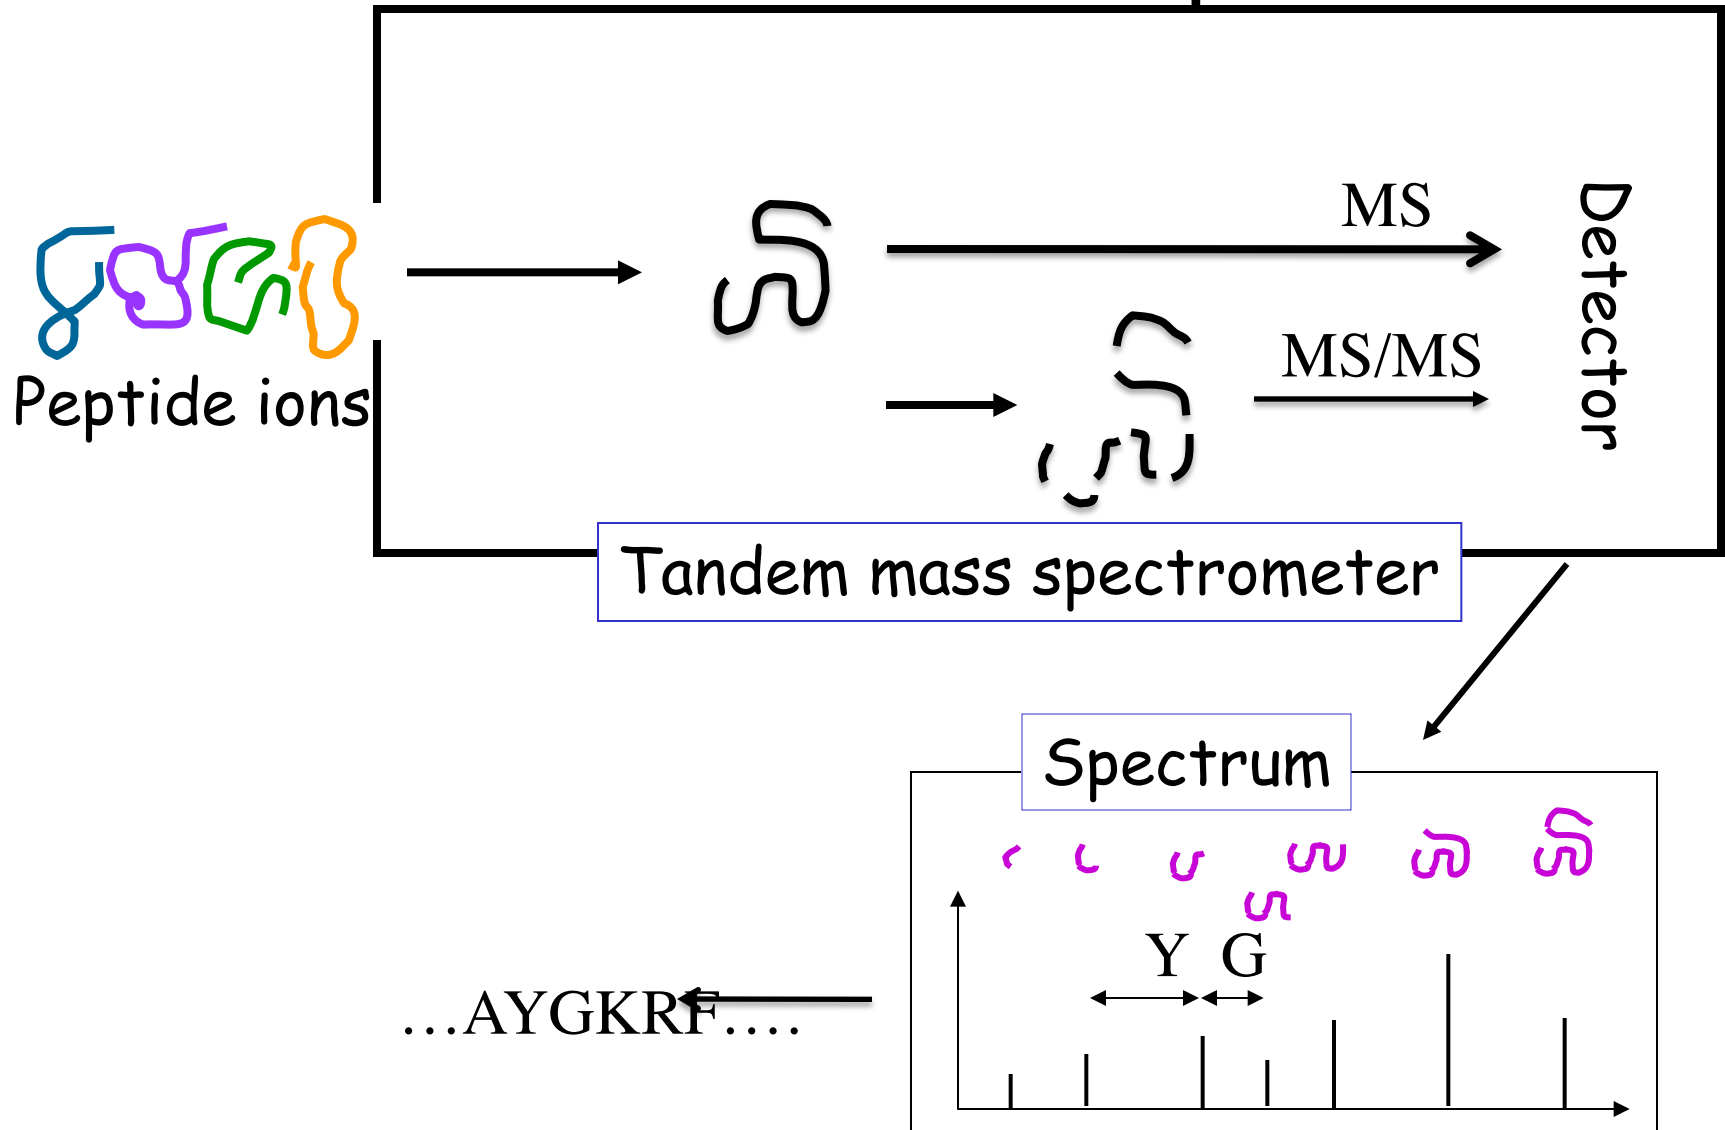 MS
Detector
MS/MS
Peptide ions
Tandem mass spectrometer
Spectrum
Y G
…AYGKRF….